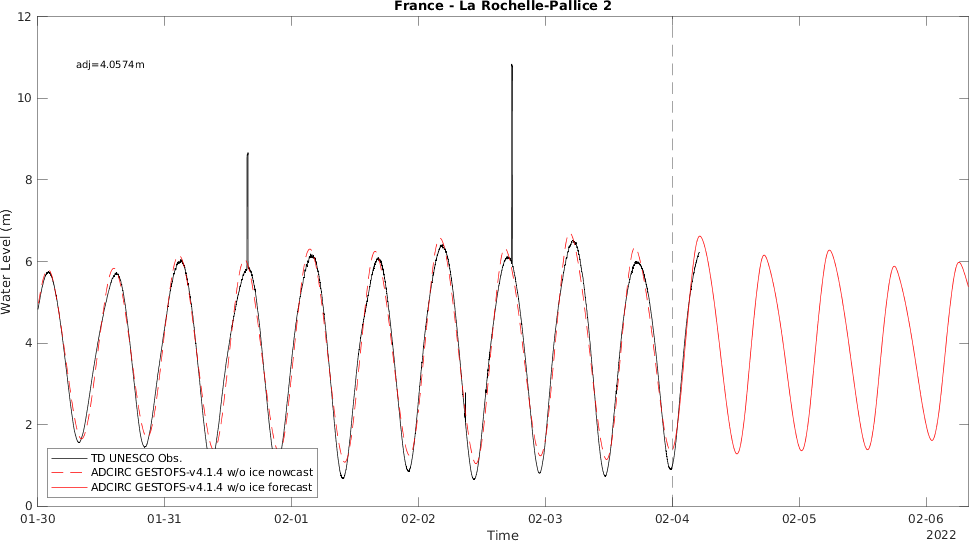 France - La Rochelle-Pallice 2
12
adj=4.0574m
10
8
6
4
2
0
Water Level (m)
TD UNESCO Obs.
ADCIRC GESTOFS-v4.1.4 w/o ice nowcast
ADCIRC GESTOFS-v4.1.4 w/o ice forecast
01-30 01-31 02-01 02-02 02-03 02-04 02-05 02-06
Time
2022